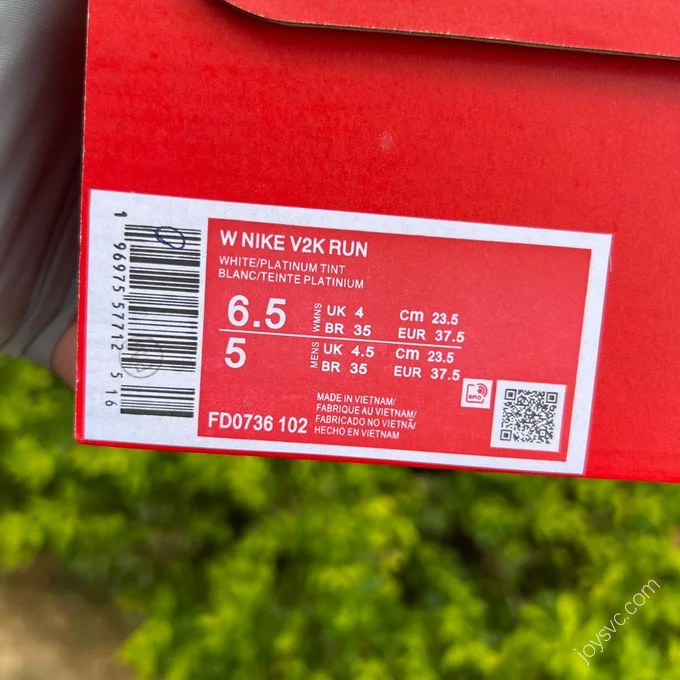 W NIKE V2K RUN
WHITE/PLATINUM TINT
BLANC/TEINTE PLATINIUM
6.5 WMNS UK 4 Cm 23.5
BR 35 EUR 37.5
5 MENS UK 4.5 Cm 23.5
BR 35 EUR 37.5
MADE IN VIETNAM/
FABRIQUE AU VIETNAM/
FABRICADO NO VIETNÃ/
HECHO EN VIETNAM
FD0736 102
RFID
1 96975 57712 5 16
joysvc.com